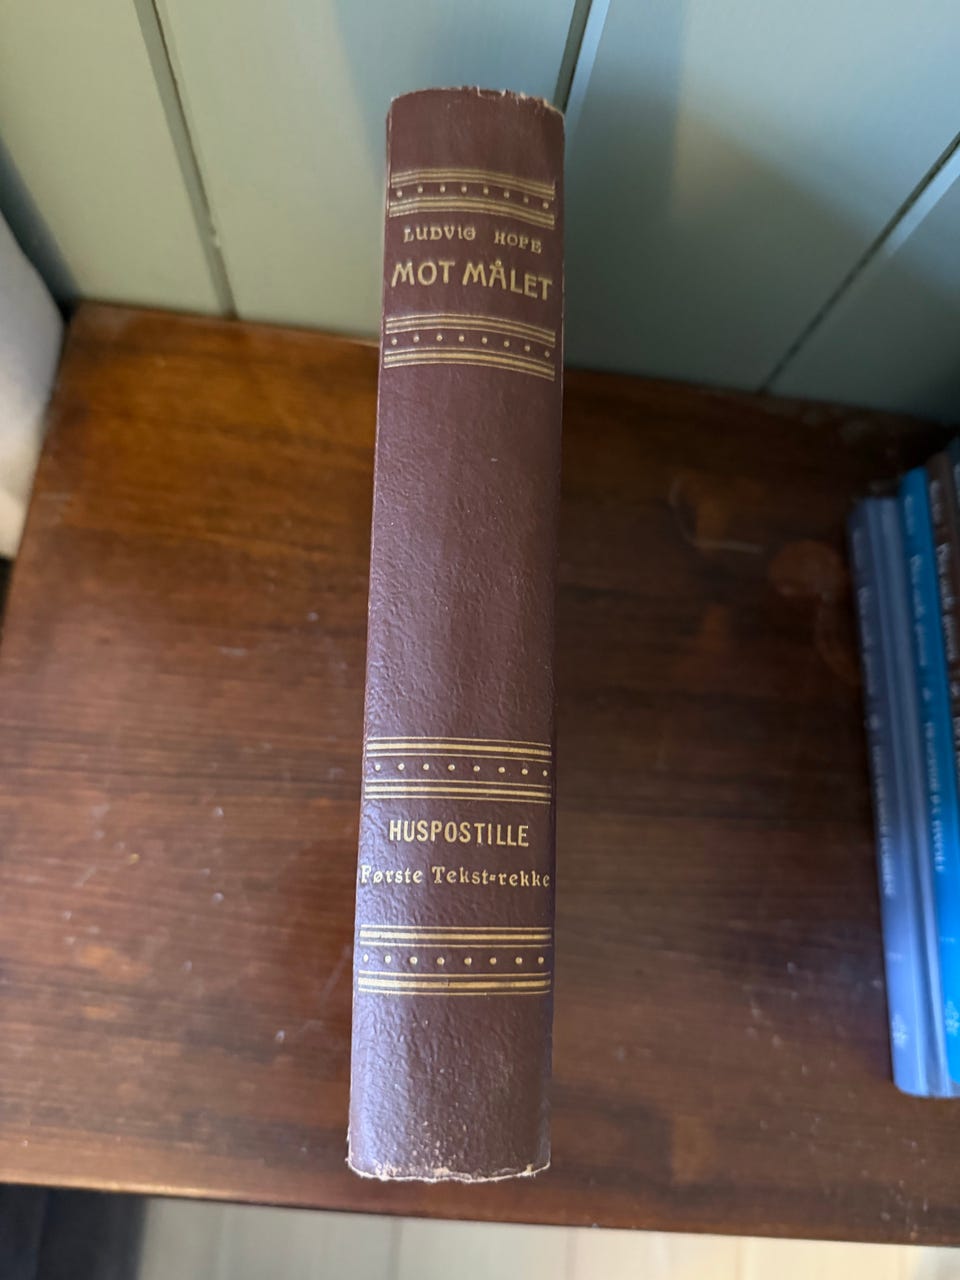 LUDVIG HOPE
MOT MÅLET
HUSPOSTILLE
Første Tekst-rekke